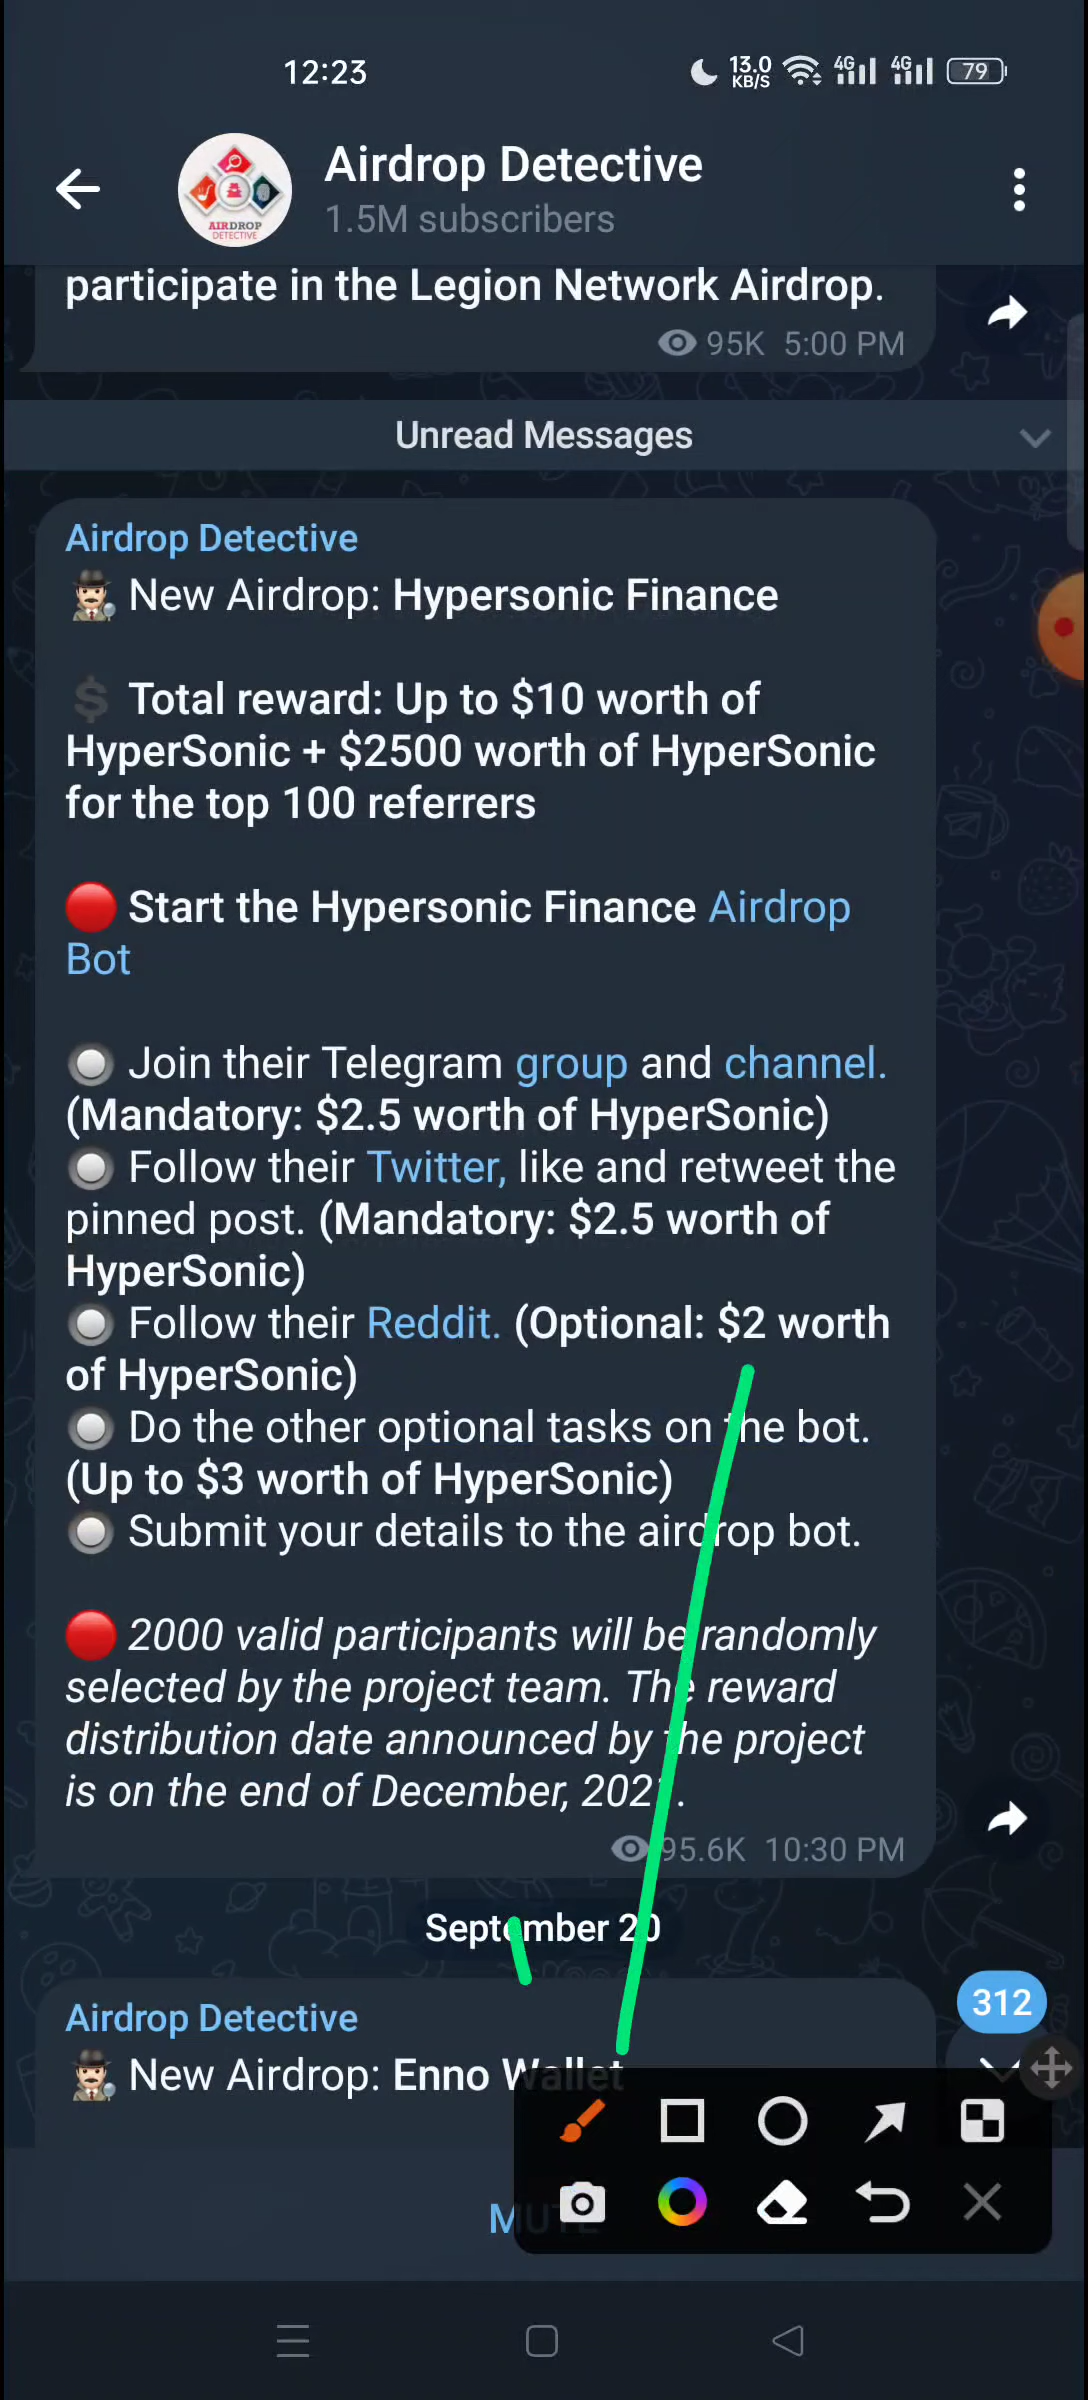 12:23
13.0
KB/S
4G
4G
79
Airdrop Detective
1.5M subscribers
AIRDROP
DETECTIVE
participate in the Legion Network Airdrop.
95K 5:00 PM
Unread Messages
Airdrop Detective
New Airdrop: Hypersonic Finance
Total reward: Up to $10 worth of
HyperSonic + $2500 worth of HyperSonic
for the top 100 referrers
Start the Hypersonic Finance Airdrop
Bot
Join their Telegram group and channel.
(Mandatory: $2.5 worth of HyperSonic)
Follow their Twitter, like and retweet the
pinned post. (Mandatory: $2.5 worth of
HyperSonic)
Follow their Reddit. (Optional: $2 worth
of HyperSonic)
Do the other optional tasks on the bot.
(Up to $3 worth of HyperSonic)
Submit your details to the airdrop bot.
2000 valid participants will be randomly
selected by the project team. The reward
distribution date announced by the project
is on the end of December,
95.6K 10:30 PM
September 20
Airdrop Detective
312
New Airdrop: Enno Wallet
MUTE